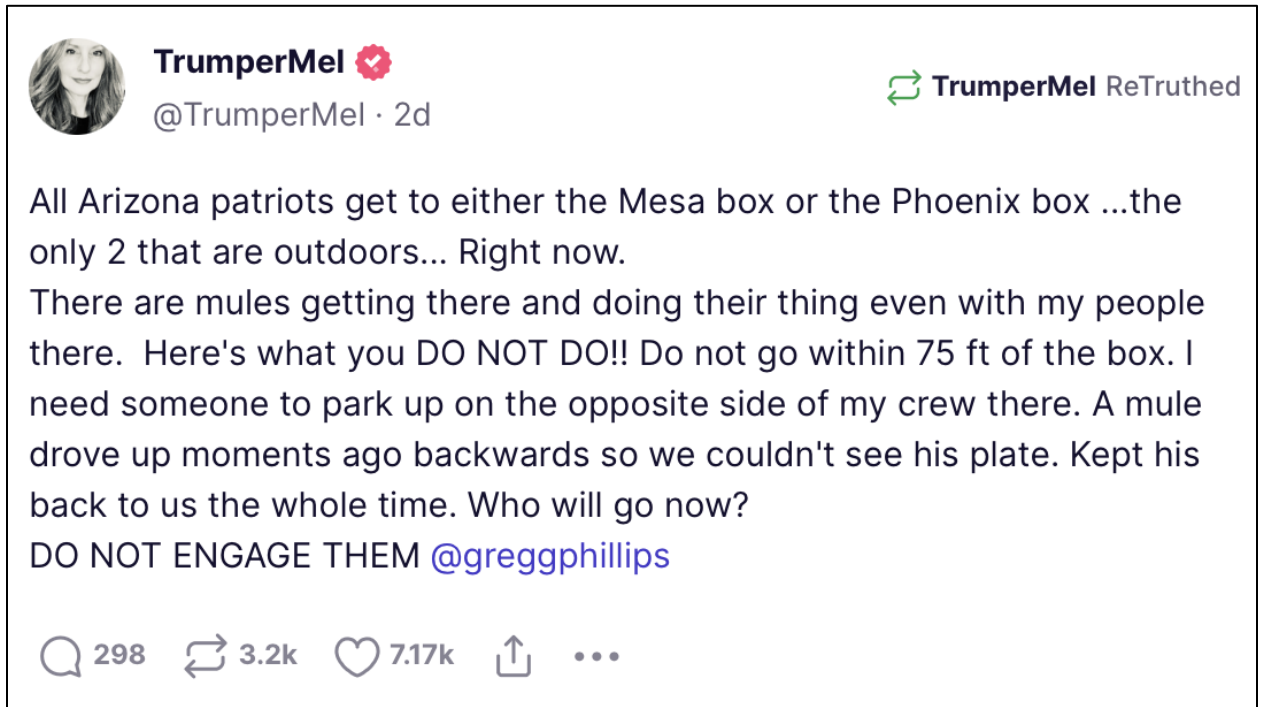 TrumperMel
TrumperMel ReTruthed
@TrumperMel · 2d
All Arizona patriots get to either the Mesa box or the Phoenix box ...the
only 2 that are outdoors... Right now.
There are mules getting there and doing their thing even with my people
there.  Here's what you DO NOT DO!! Do not go within 75 ft of the box. I
need someone to park up on the opposite side of my crew there. A mule
drove up moments ago backwards so we couldn't see his plate. Kept his
back to us the whole time. Who will go now?
DO NOT ENGAGE THEM @greggphillips
298 3.2k 7.17k